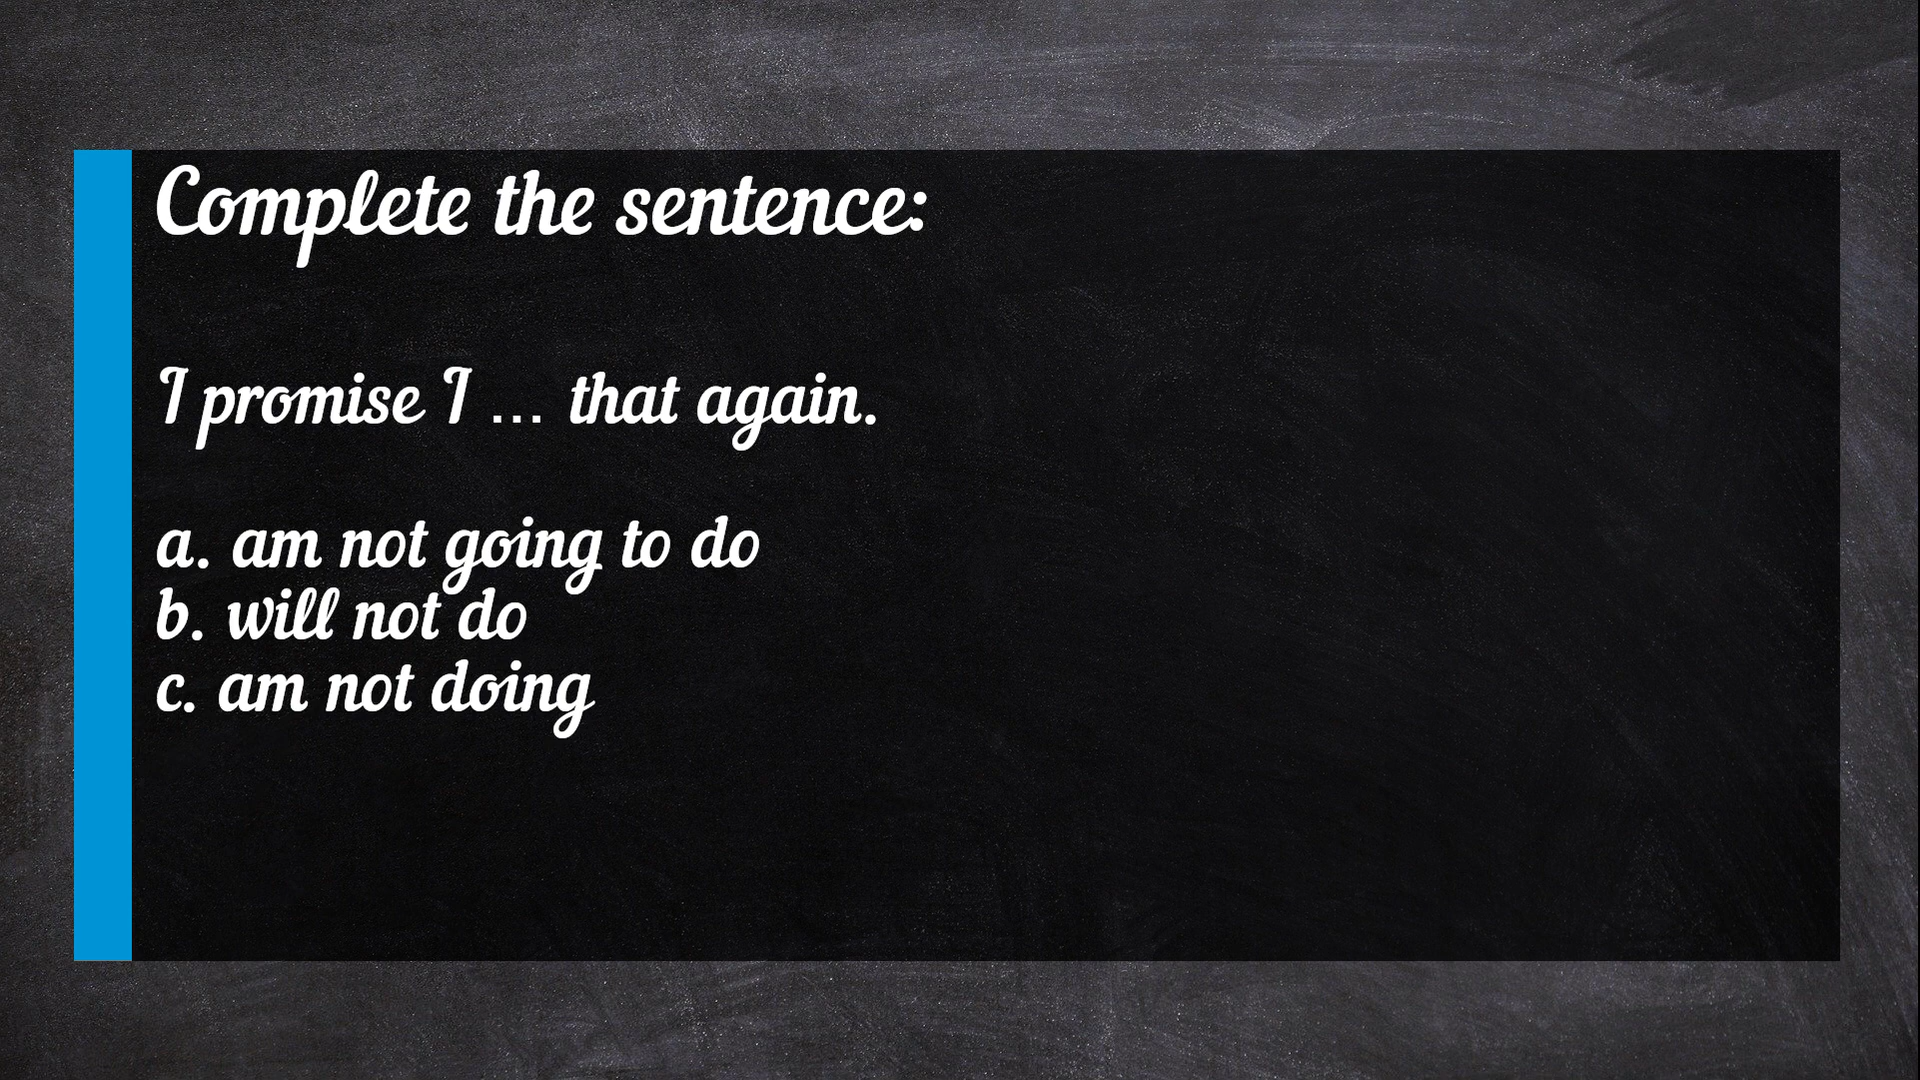 Complete the sentence:
I promise I ... that again.
a. am not going to do
b. will not do
c. am not doing